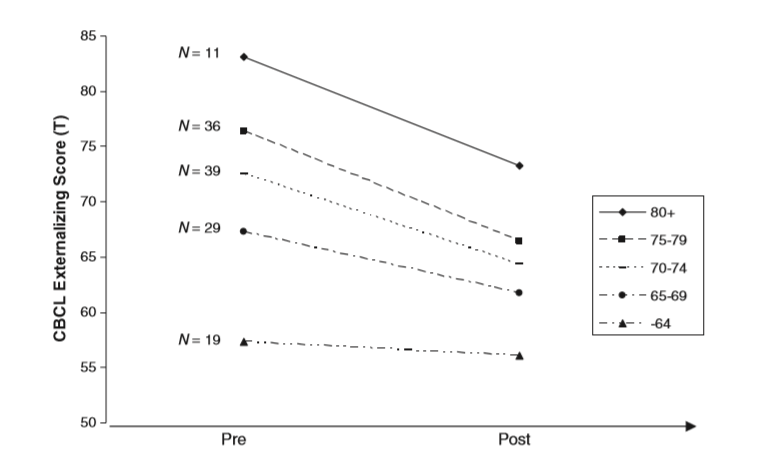 CBCL Externalizing Score (T)
85
80
75
70
65
60
55
50
N = 11
N = 36
N = 39
N = 29
N = 19
Pre
Post
80+
75-79
70-74
65-69
-64